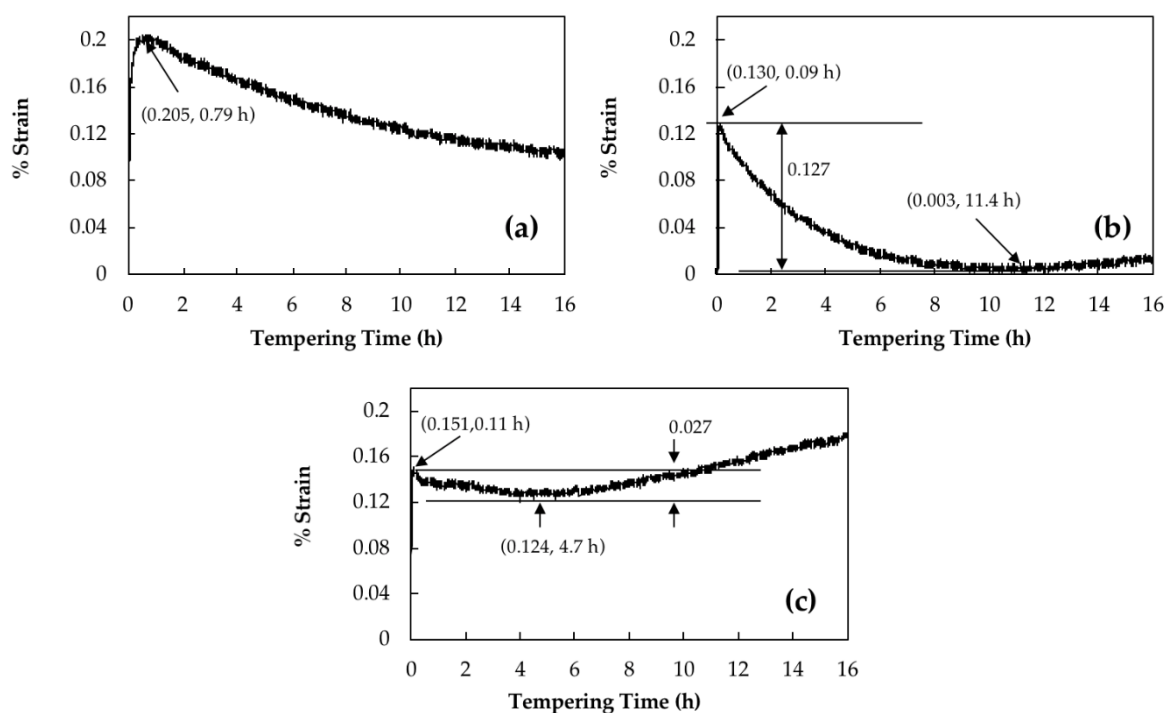 0.2
0.16
0.12
0.08
0.04
0
% Strain
(0.205, 0.79 h)
(a)
0 2 4 6 8 10 12 14 16
Tempering Time (h)
0.2
0.16
0.12
0.08
0.04
0
% Strain
(0.130, 0.09 h)
0.127
(0.003, 11.4 h)
(b)
0 2 4 6 8 10 12 14 16
Tempering Time (h)
0.2
0.16
0.12
0.08
0.04
0
% Strain
(0.151,0.11 h)
0.027
(0.124, 4.7 h)
(c)
0 2 4 6 8 10 12 14 16
Tempering Time (h)